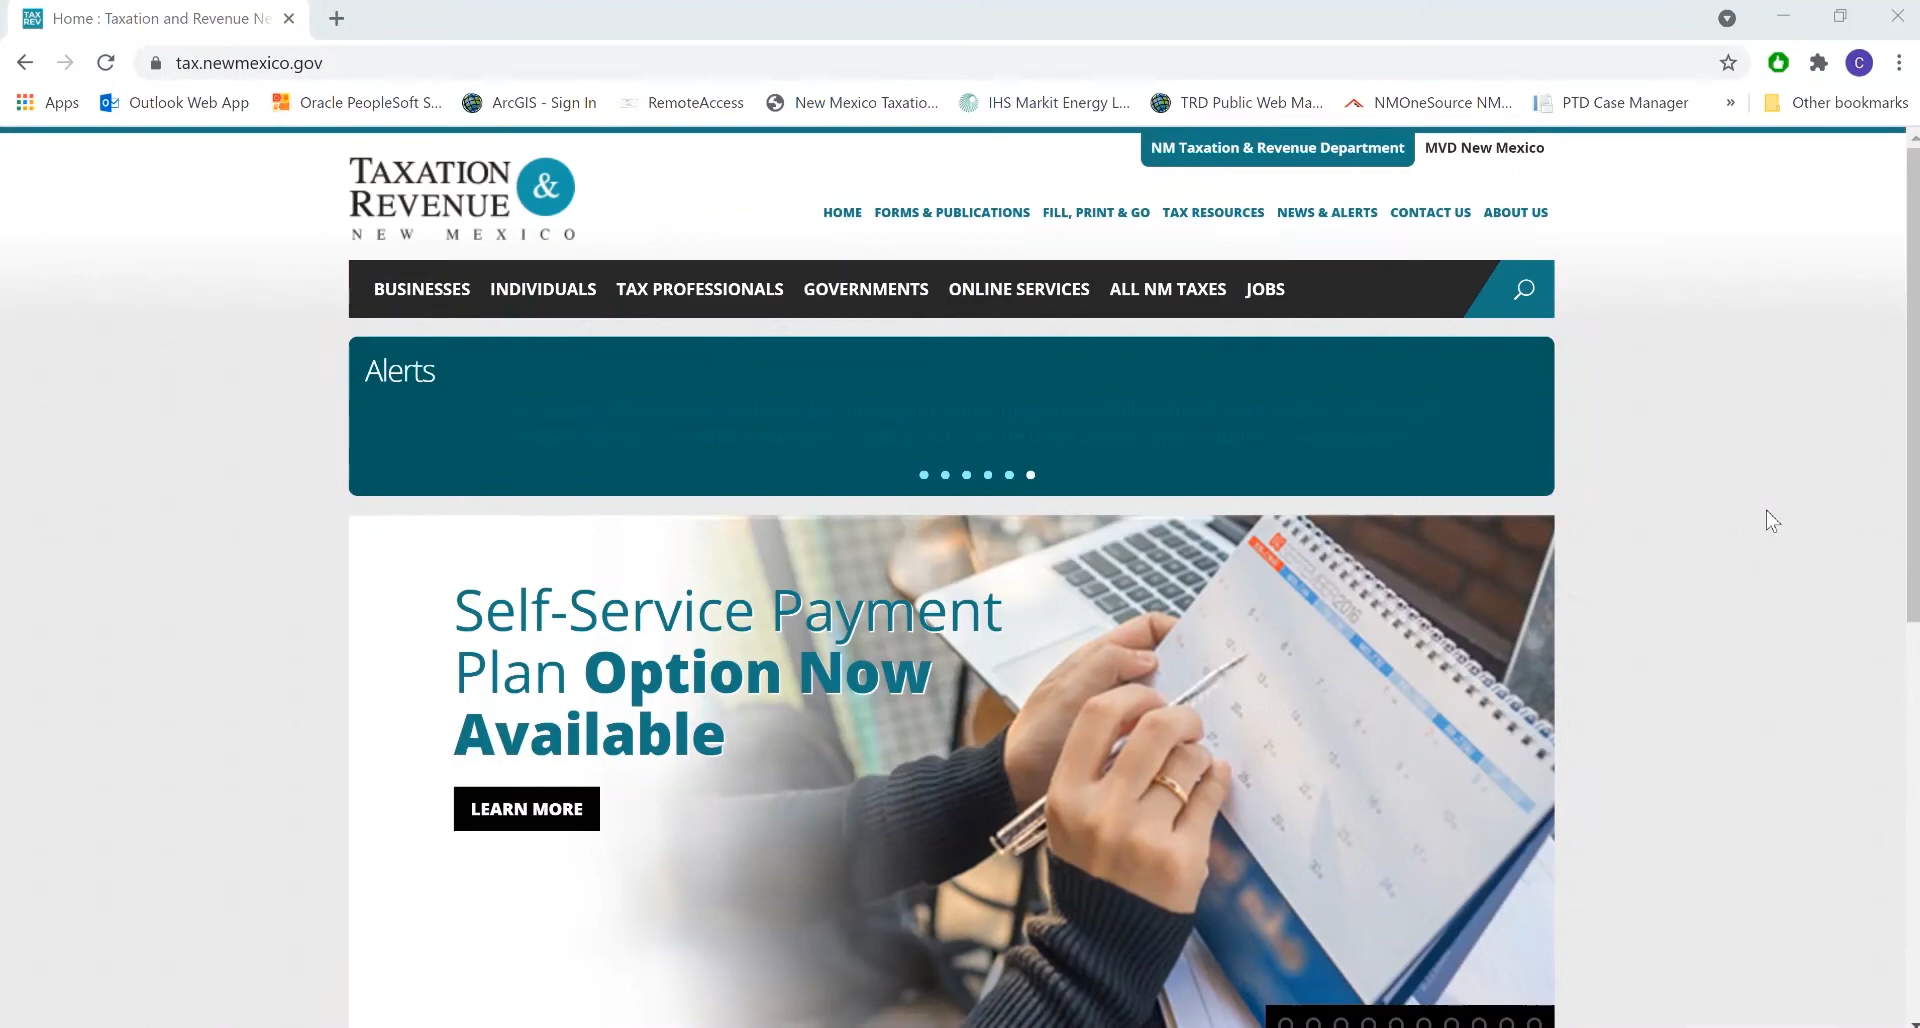 TAX
REV
Home : Taxation and Revenue Ne
tax.newmexico.gov
C
Apps
Outlook Web App
Oracle PeopleSoft S...
ArcGIS - Sign In
RemoteAccess
New Mexico Taxatio...
IHS Markit Energy L...
TRD Public Web Ma...
NMOneSource NM...
PTD Case Manager
»
Other bookmarks
NM Taxation & Revenue Department
MVD New Mexico
TAXATION &
REVENUE
NEW MEXICO
HOME FORMS & PUBLICATIONS FILL, PRINT & GO TAX RESOURCES NEWS & ALERTS CONTACT US ABOUT US
BUSINESSES INDIVIDUALS TAX PROFESSIONALS GOVERNMENTS ONLINE SERVICES ALL NM TAXES JOBS
Alerts
Self-Service Payment
Plan Option Now
Available
LEARN MORE